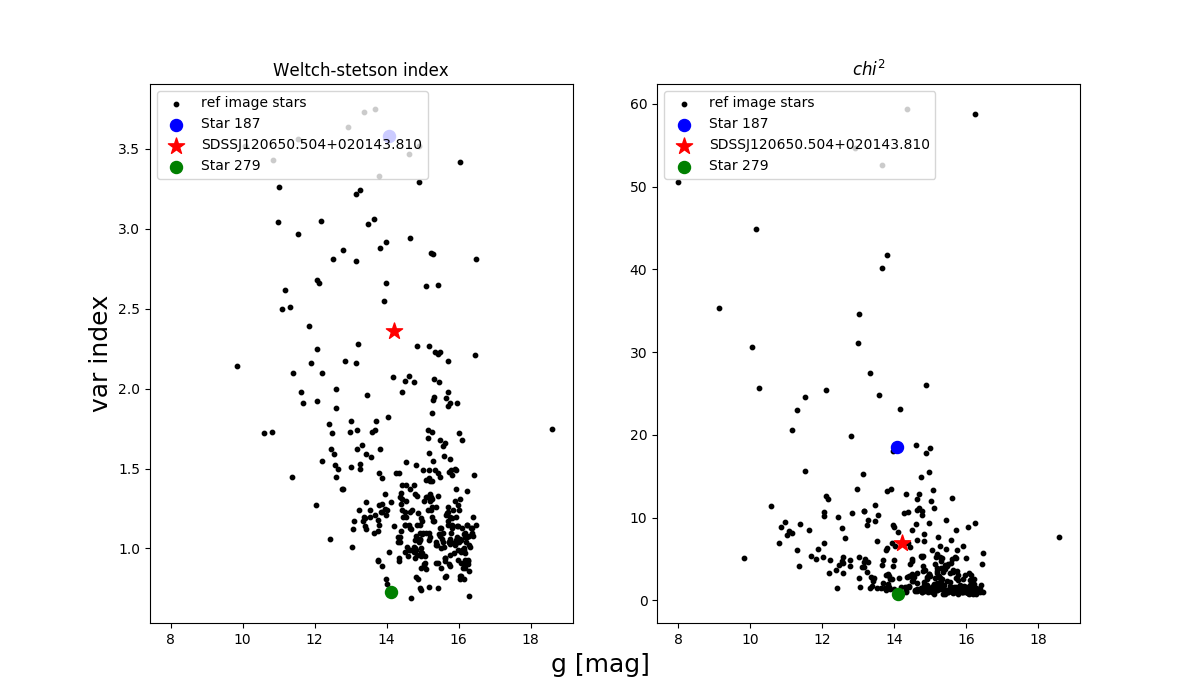 Weltch-stetson index
chi²
ref image stars
Star 187
SDSSJ120650.504+020143.810
Star 279
ref image stars
Star 187
SDSSJ120650.504+020143.810
Star 279
var index
3.5
3.0
2.5
2.0
1.5
1.0
8 10 12 14 16 18
60
50
40
30
20
10
0
8 10 12 14 16 18
g [mag]